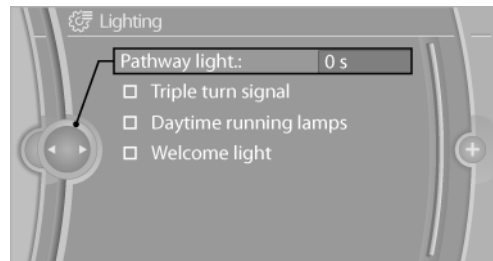 Lighting
Pathway light.: 0 s
Triple turn signal
Daytime running lamps
Welcome light